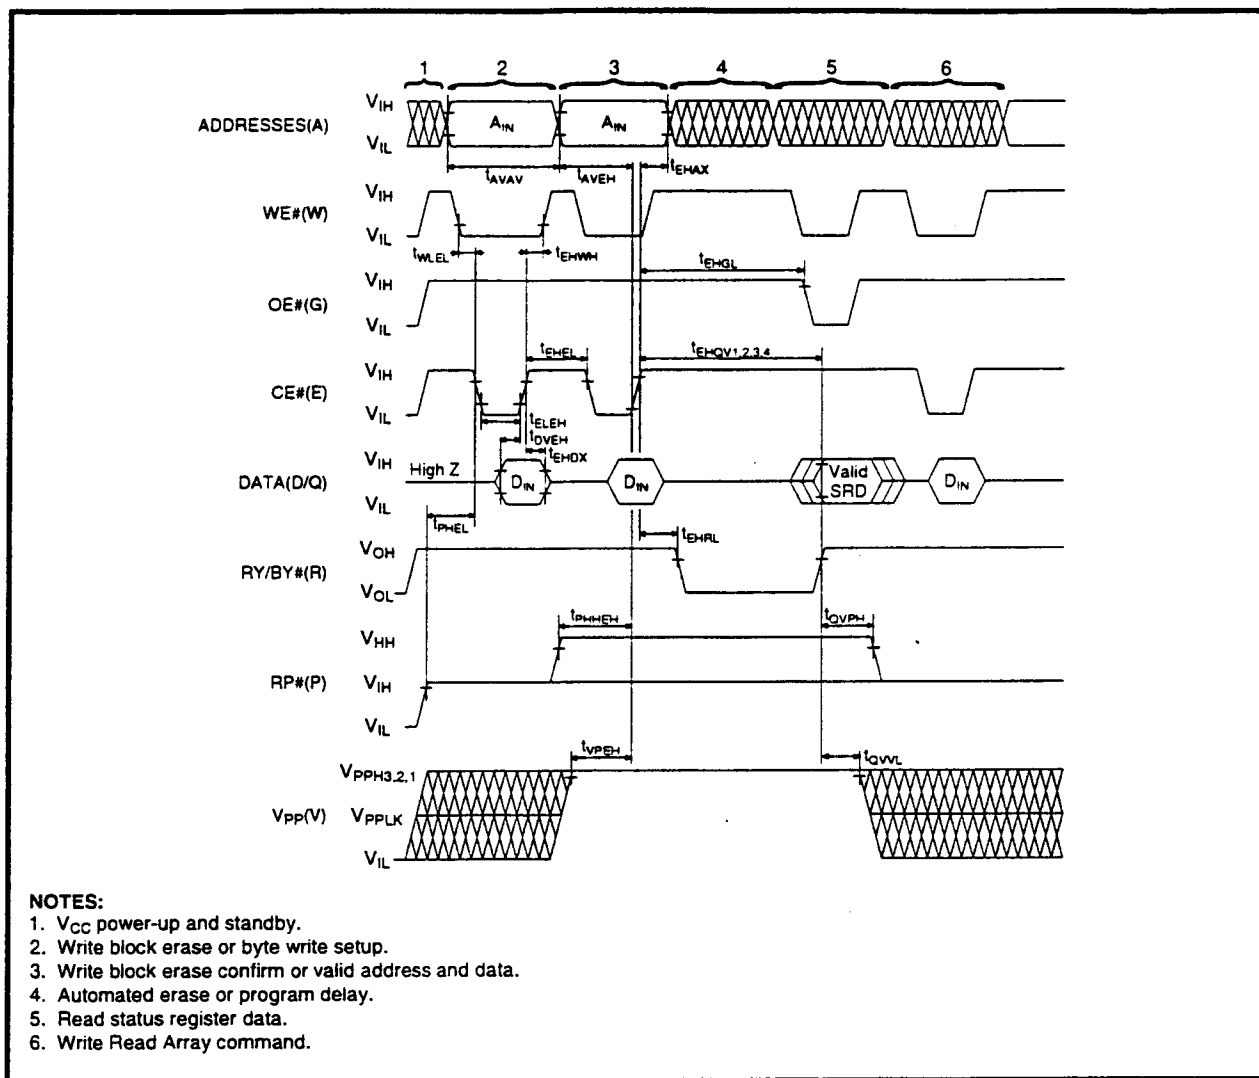 1 2 3 4 5 6
ADDRESSES(A) VIH AIN AIN
VIL
tAVAV tAVEH tEHAX
WE#(W) VIH
VIL
tWLEL tEHWH
tEHGL
OE#(G) VIH
VIL
tEHEL tEHQV1,2,3,4
CE#(E) VIH
VIL
tELEH
tDVEH
tEHDX
DATA(D/Q) VIH High Z DIN DIN Valid SRD DIN
VIL
tPHEL
tEHRL
RY/BY#(R) VOH
VOL
tPHHEH tQVPH
VHH
RP#(P) VIH
VIL
tVPEH tQVVL
VPPH3,2,1
VPP(V) VPPLK
VIL
NOTES:
1. VCC power-up and standby.
2. Write block erase or byte write setup.
3. Write block erase confirm or valid address and data.
4. Automated erase or program delay.
5. Read status register data.
6. Write Read Array command.